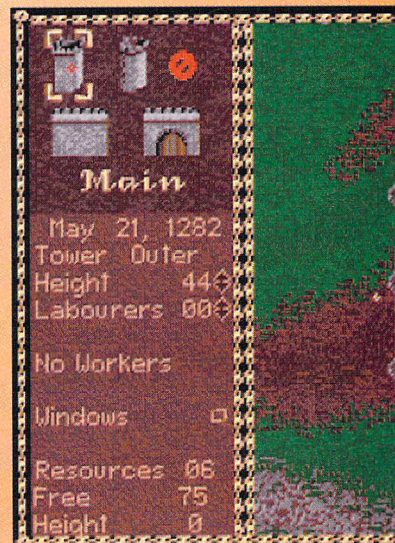 Main
May 21, 1282
Tower Outer
Height 44
Labourers 00
No Workers
Windows
Resources 06
Free 75
Height 0